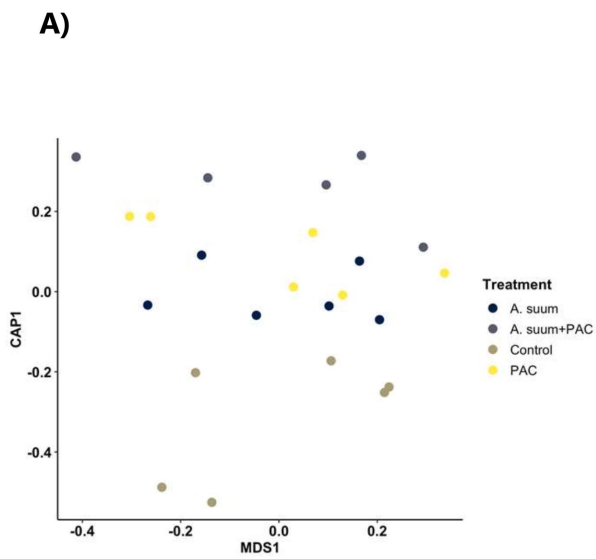 A)
0.2
0.0
-0.2
-0.4
CAP1
-0.4
-0.2
0.0
0.2
MDS1
Treatment
A. suum
A. suum+PAC
Control
PAC